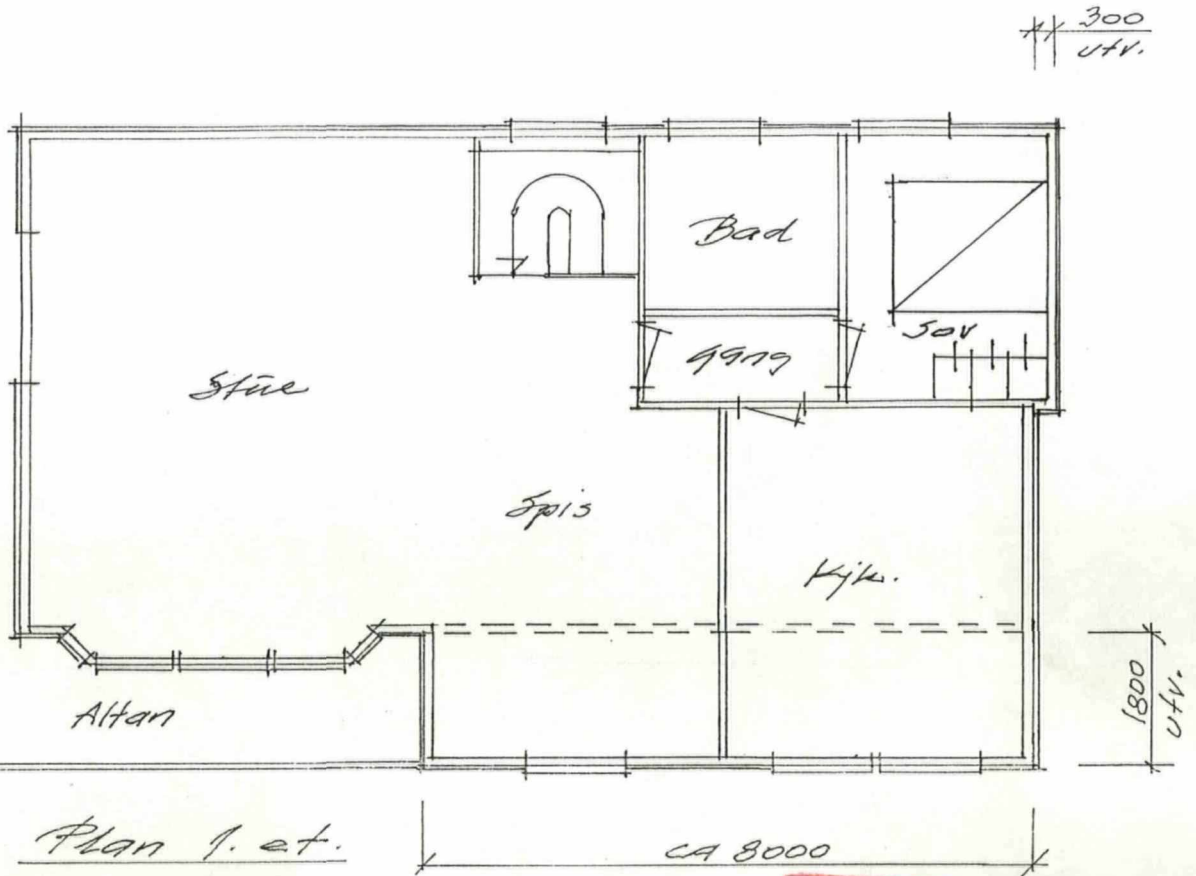 300
utv.
Bad
Gang
Sov
Stue
Spis
Kjk.
1800
utv.
Altan
Plan 1. et.
ca 8000